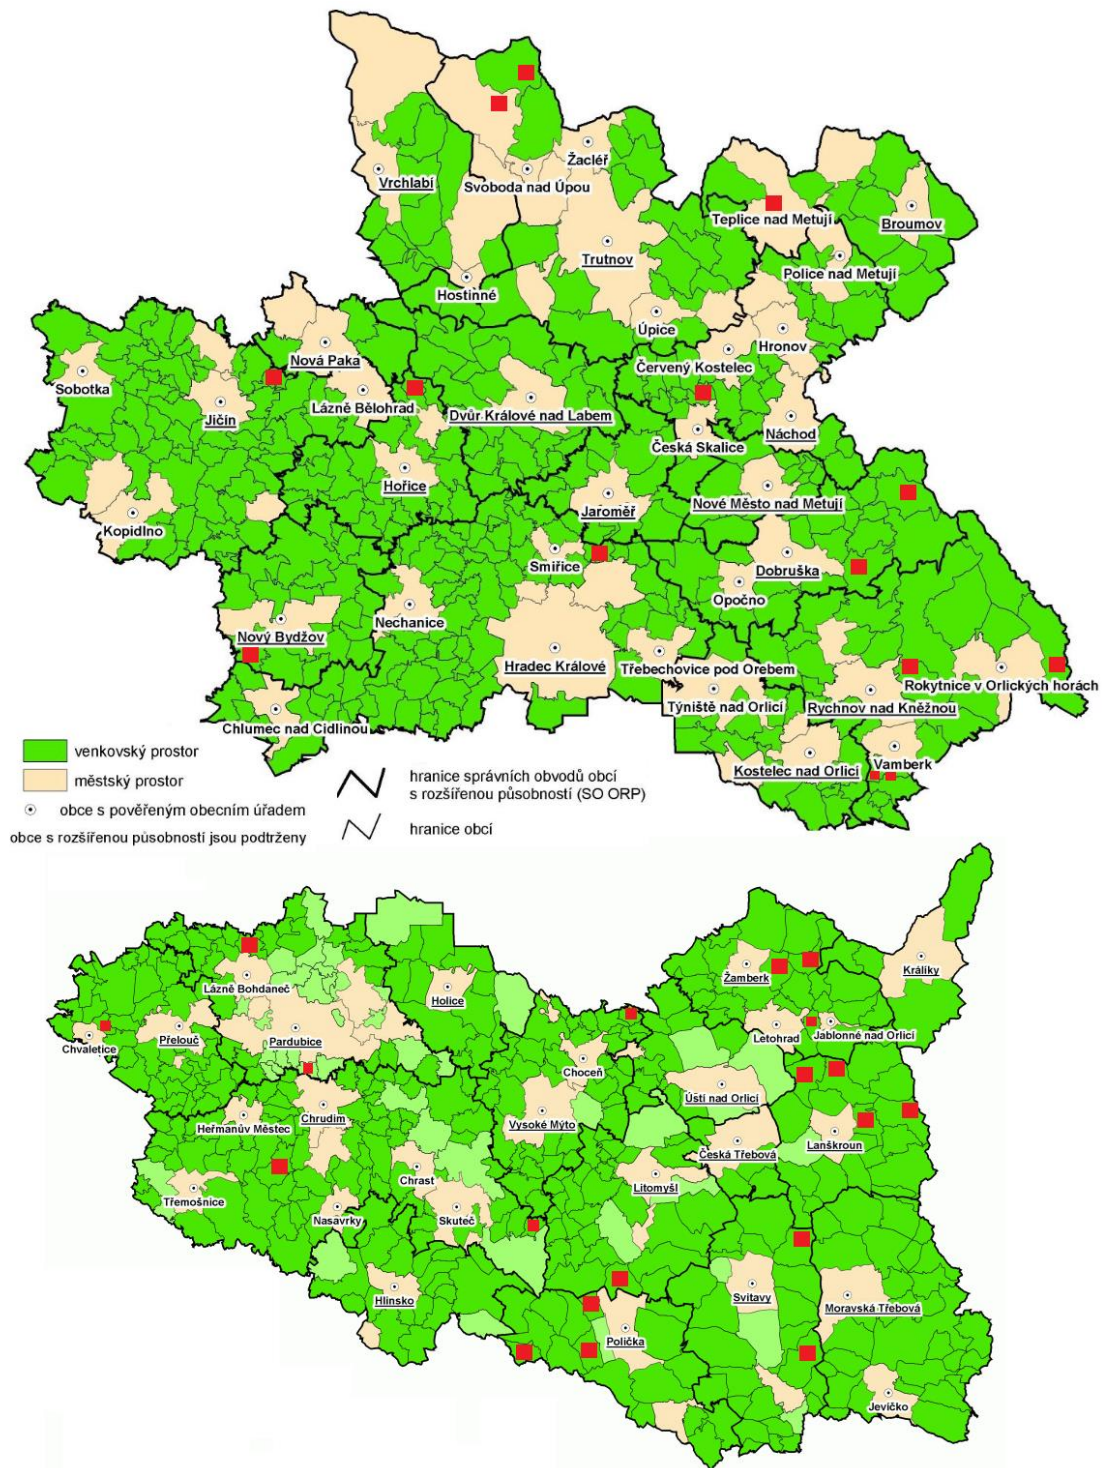 Žacléř
Vrchlabí
Svoboda nad Úpou
Teplice nad Metují
Broumov
Trutnov
Police nad Metují
Hostinné
Úpice
Hronov
Nová Paka
Červený Kostelec
Sobotka
Lázně Bělohrad
Jičín
Dvůr Králové nad Labem
Náchod
Česká Skalice
Hořice
Nové Město nad Metují
Jaroměř
Kopidlno
Smiřice
Dobruška
Opočno
Nechanice
Nový Bydžov
Hradec Králové
Třebechovice pod Orebem
Rokytnice v Orlických horách
Týniště nad Orlicí
Rychnov nad Kněžnou
Chlumec nad Cidlinou
Vamberk
Kostelec nad Orlicí
venkovský prostor
městský prostor
obce s pověřeným obecním úřadem
obce s rozšířenou působností jsou podtrženy
hranice správních obvodů obcí
s rozšířenou působností (SO ORP)
hranice obcí
Králíky
Žamberk
Lázně Bohdaneč
Holice
Přelouč
Pardubice
Letohrad
Jablonné nad Orlicí
Chvaletice
Choceň
Ústí nad Orlicí
Chrudim
Heřmanův Městec
Vysoké Mýto
Lanškroun
Česká Třebová
Chrast
Litomyšl
Třemošnice
Nasavrky
Skuteč
Hlinsko
Svitavy
Moravská Třebová
Polička
Jevíčko